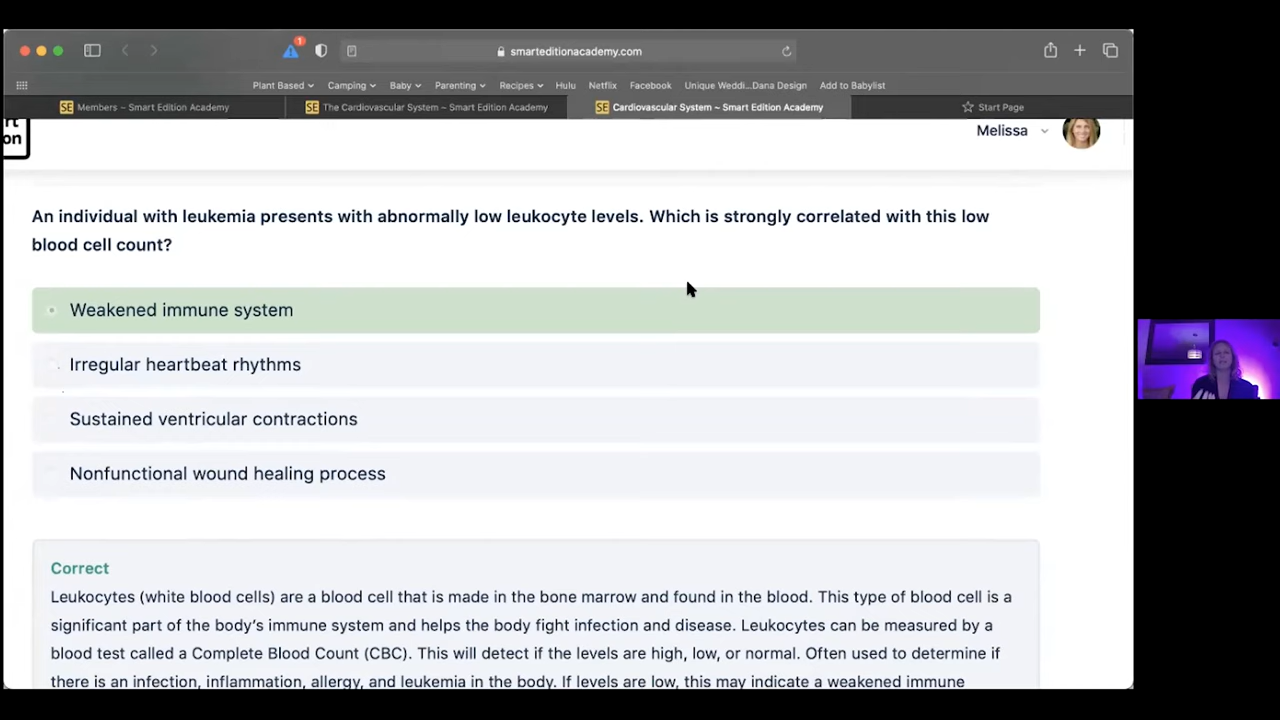 1
smarteditionacademy.com
Plant Based Camping Baby Parenting Recipes Hulu Netflix Facebook Unique Weddi...Dana Design Add to Babylist
SE Members ~ Smart Edition Academy SE The Cardiovascular System ~ Smart Edition Academy SE Cardiovascular System ~ Smart Edition Academy Start Page
Melissa
on
An individual with leukemia presents with abnormally low leukocyte levels. Which is strongly correlated with this low
blood cell count?
Weakened immune system
Irregular heartbeat rhythms
Sustained ventricular contractions
Nonfunctional wound healing process
Correct
Leukocytes (white blood cells) are a blood cell that is made in the bone marrow and found in the blood. This type of blood cell is a
significant part of the body's immune system and helps the body fight infection and disease. Leukocytes can be measured by a
blood test called a Complete Blood Count (CBC). This will detect if the levels are high, low, or normal. Often used to determine if
there is an infection, inflammation, allergy, and leukemia in the body. If levels are low, this may indicate a weakened immune